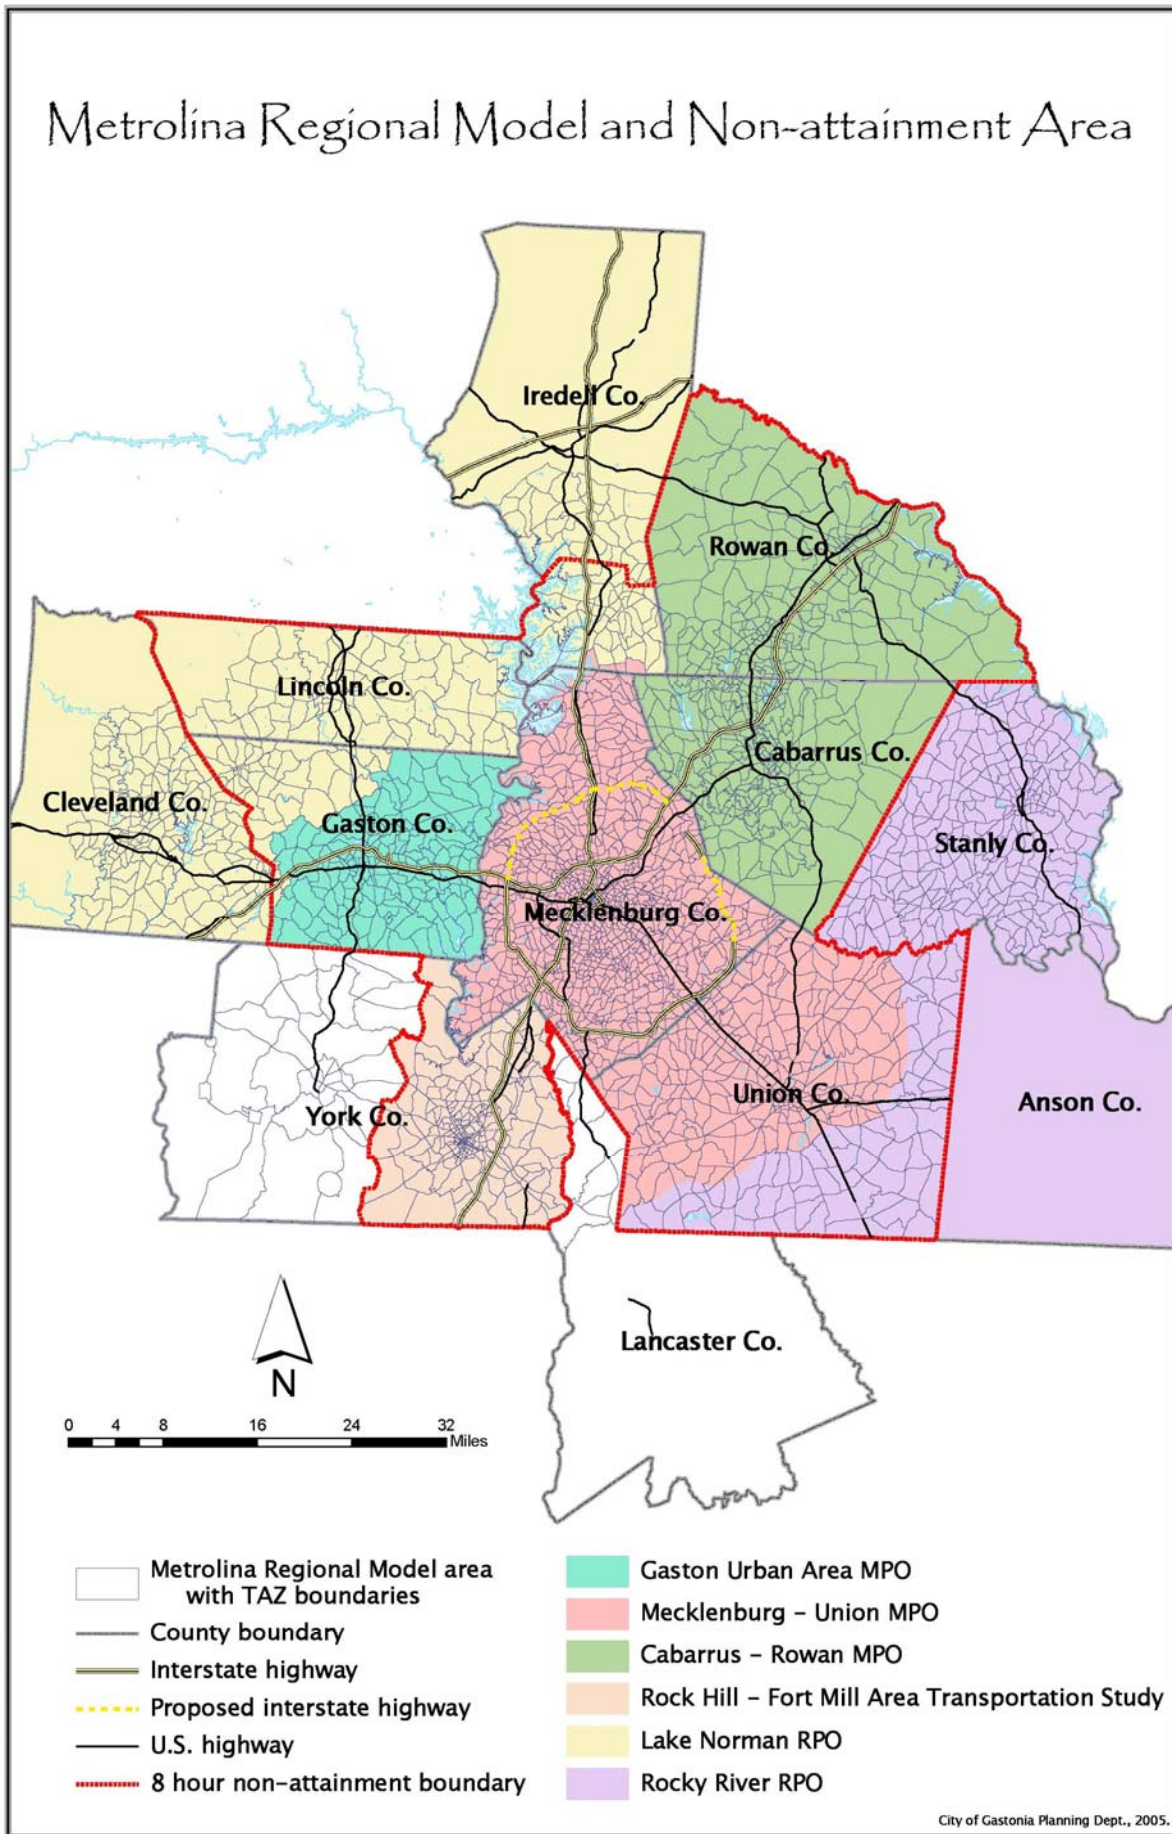 Metrolina Regional Model and Non-attainment Area
Iredell Co.
Rowan Co.
Lincoln Co.
Cabarrus Co.
Cleveland Co.
Gaston Co.
Stanly Co.
Mecklenburg Co.
Union Co.
Anson Co.
York Co.
Lancaster Co.
N
0 4 8 16 24 32
Miles
Metrolina Regional Model area
with TAZ boundaries
County boundary
Interstate highway
Proposed interstate highway
U.S. highway
8 hour non-attainment boundary
Gaston Urban Area MPO
Mecklenburg - Union MPO
Cabarrus - Rowan MPO
Rock Hill - Fort Mill Area Transportation Study
Lake Norman RPO
Rocky River RPO
City of Gastonia Planning Dept., 2005.